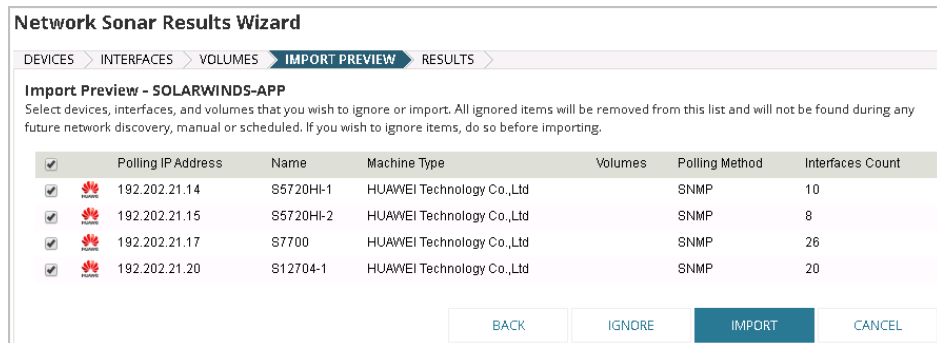 Network Sonar Results Wizard
DEVICES INTERFACES VOLUMES IMPORT PREVIEW RESULTS
Import Preview - SOLARWINDS-APP
Select devices, interfaces, and volumes that you wish to ignore or import. All ignored items will be removed from this list and will not be found during any
future network discovery, manual or scheduled. If you wish to ignore items, do so before importing.
Polling IP Address Name Machine Type Volumes Polling Method Interfaces Count
HUAWEI 192.202.21.14 S5720HI-1 HUAWEI Technology Co.,Ltd SNMP 10
HUAWEI 192.202.21.15 S5720HI-2 HUAWEI Technology Co.,Ltd SNMP 8
HUAWEI 192.202.21.17 S7700 HUAWEI Technology Co.,Ltd SNMP 26
HUAWEI 192.202.21.20 S12704-1 HUAWEI Technology Co.,Ltd SNMP 20
BACK IGNORE IMPORT CANCEL